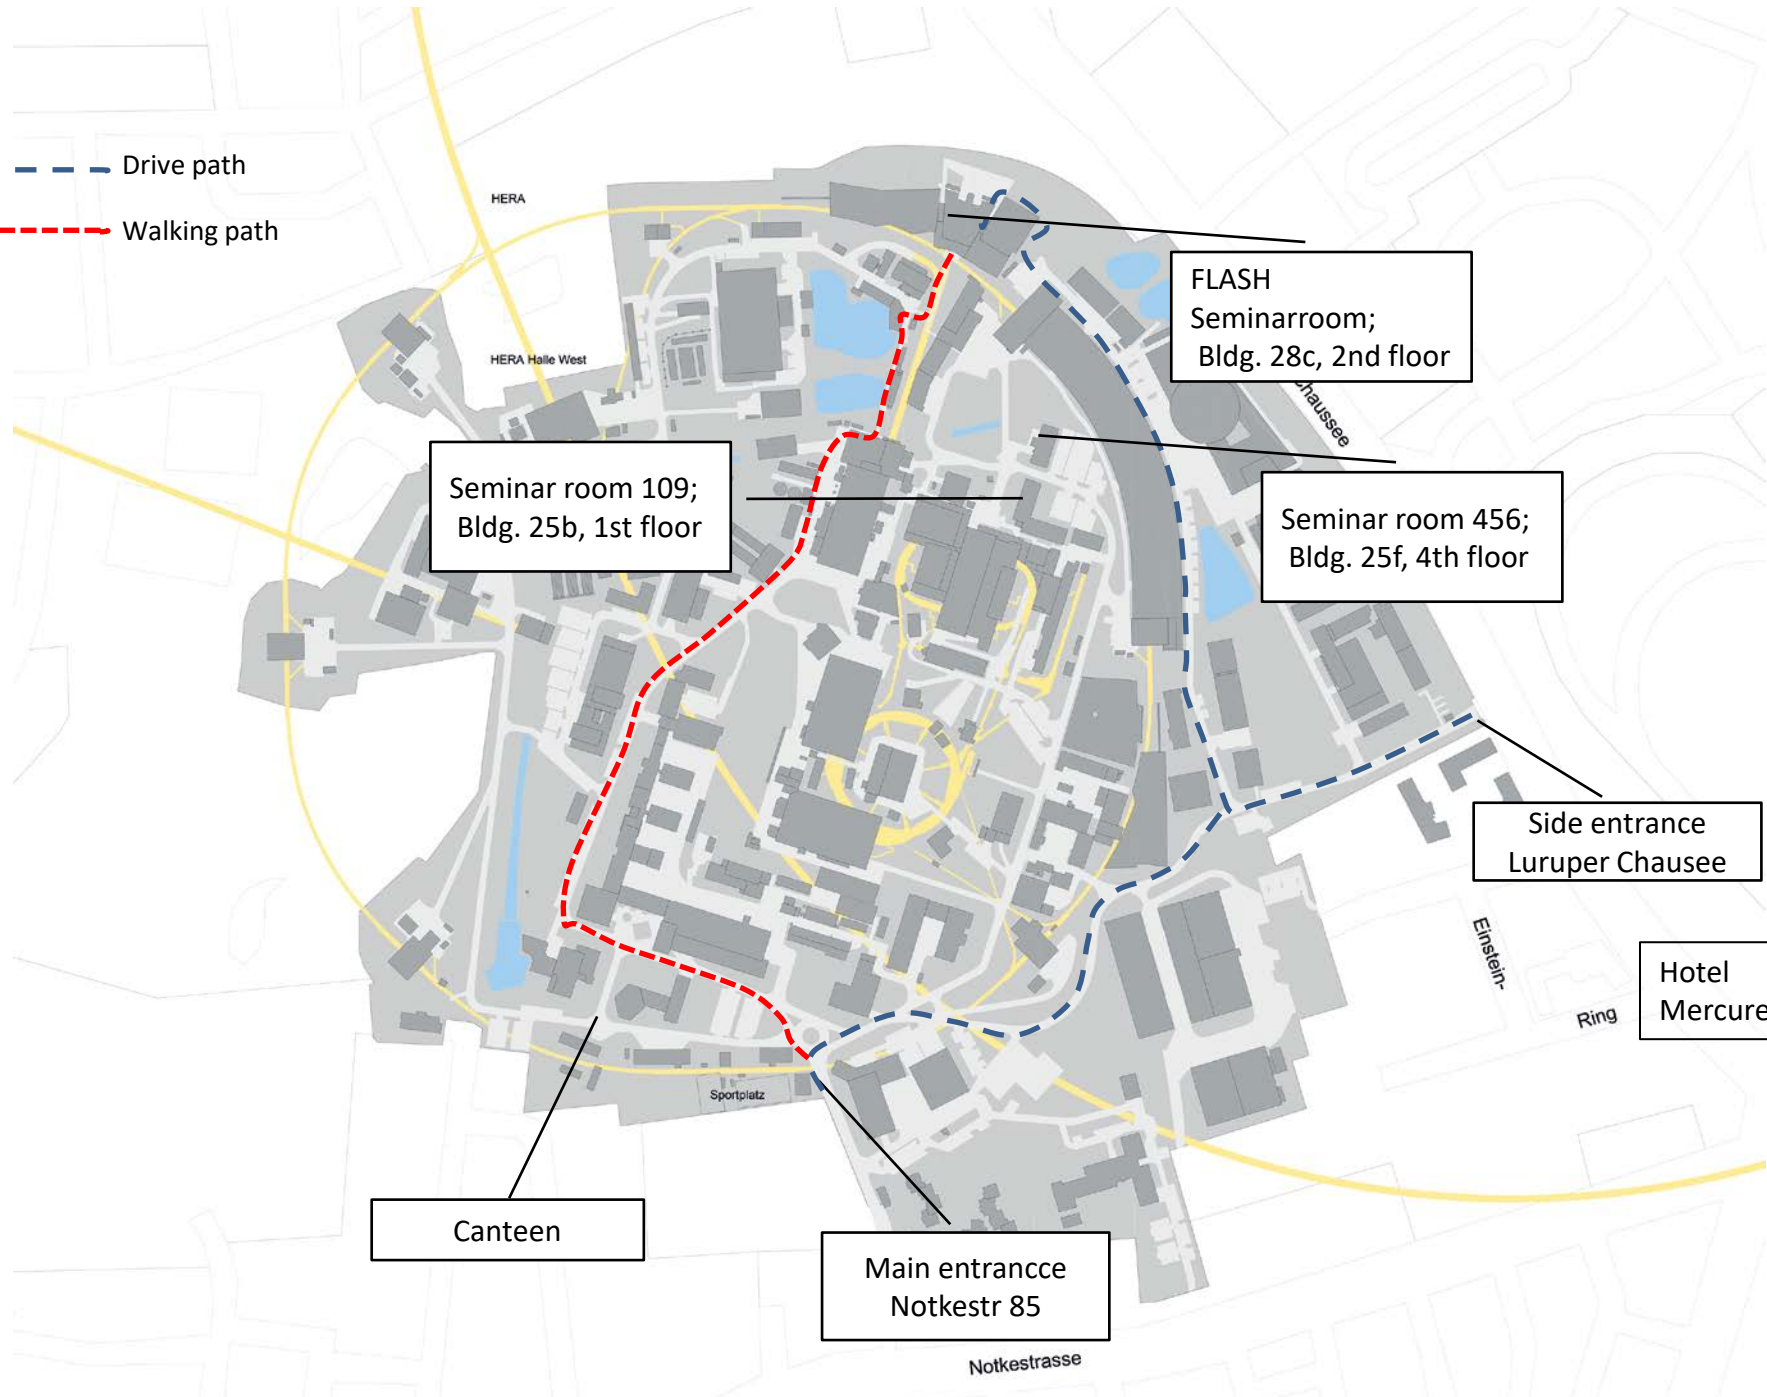 Drive path
Walking path
HERA
HERA Halle West
FLASH
Seminarroom;
Bldg. 28c, 2nd floor
Chaussee
Seminar room 109;
Bldg. 25b, 1st floor
Seminar room 456;
Bldg. 25f, 4th floor
Side entrance
Luruper Chausee
Einstein-
Ring
Hotel
Mercure
Sportplatz
Canteen
Main entrancce
Notkestr 85
Notkestrasse